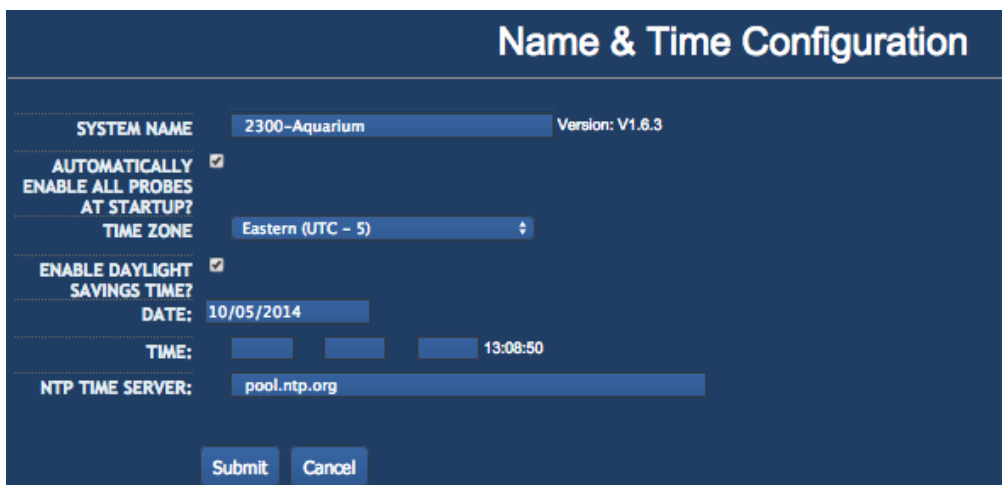 Name & Time Configuration
SYSTEM NAME 2300-Aquarium Version: V1.6.3
AUTOMATICALLY
ENABLE ALL PROBES
AT STARTUP?
TIME ZONE Eastern (UTC - 5)
ENABLE DAYLIGHT
SAVINGS TIME?
DATE: 10/05/2014
TIME: 13:08:50
NTP TIME SERVER: pool.ntp.org
Submit Cancel